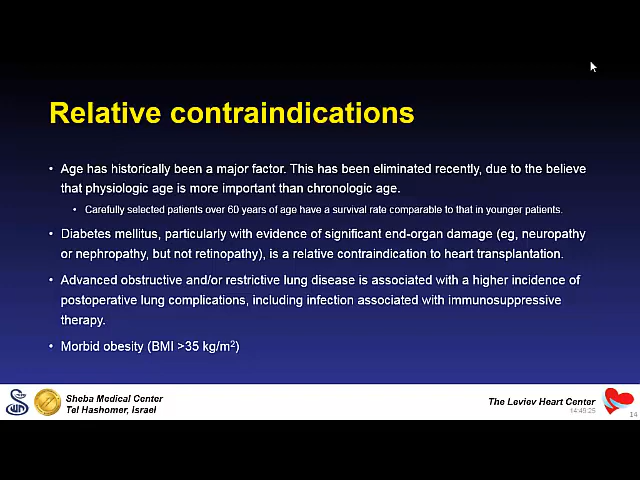 Relative contraindications
• Age has historically been a major factor. This has been eliminated recently, due to the believe
that physiologic age is more important than chronologic age.
• Carefully selected patients over 60 years of age have a survival rate comparable to that in younger patients.
• Diabetes mellitus, particularly with evidence of significant end-organ damage (eg, neuropathy
or nephropathy, but not retinopathy), is a relative contraindication to heart transplantation.
• Advanced obstructive and/or restrictive lung disease is associated with a higher incidence of
postoperative lung complications, including infection associated with immunosuppressive
therapy.
• Morbid obesity (BMI >35 kg/m²)
Sheba Medical Center
Tel Hashomer, Israel
The Leviev Heart Center
14:49:25
14